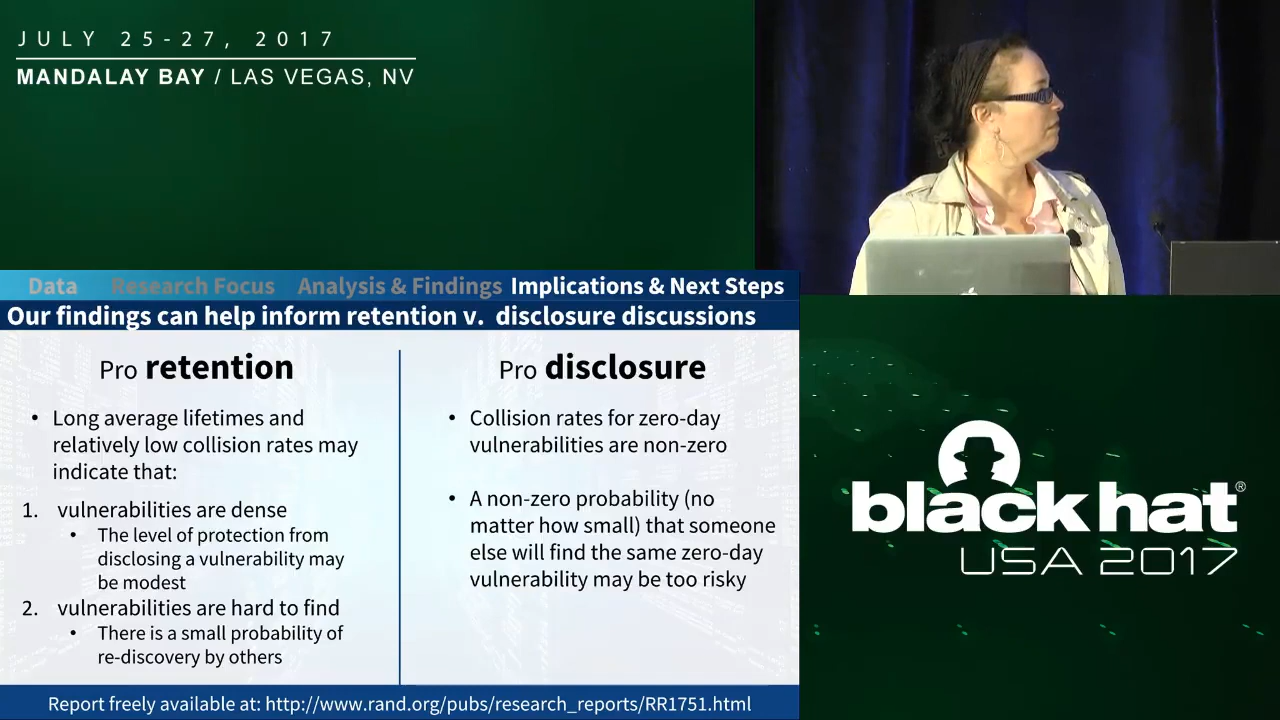 JULY 25-27, 2017
MANDALAY BAY / LAS VEGAS, NV
Data Research Focus Analysis & Findings Implications & Next Steps
Our findings can help inform retention v. disclosure discussions
Pro retention
• Long average lifetimes and
relatively low collision rates may
indicate that:
1. vulnerabilities are dense
• The level of protection from
disclosing a vulnerability may
be modest
2. vulnerabilities are hard to find
• There is a small probability of
re-discovery by others
Pro disclosure
• Collision rates for zero-day
vulnerabilities are non-zero
• A non-zero probability (no
matter how small) that someone
else will find the same zero-day
vulnerability may be too risky
Report freely available at: http://www.rand.org/pubs/research_reports/RR1751.html
black hat®
USA 2017